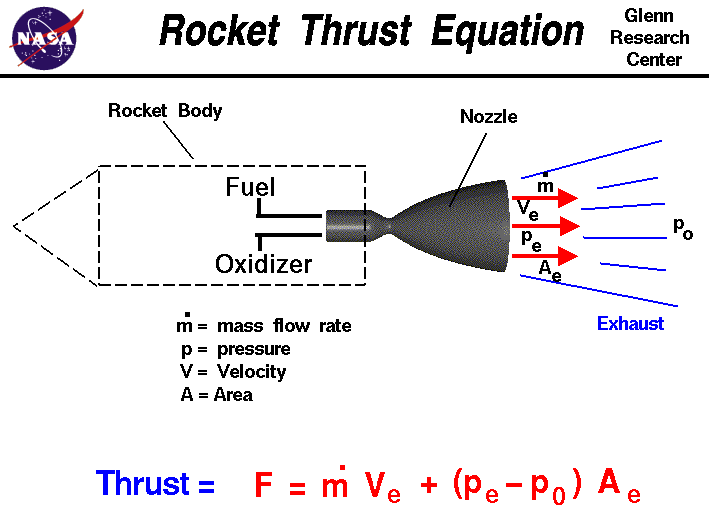 NASA
Rocket Thrust Equation
Glenn
Research
Center
Rocket Body
Nozzle
Fuel
Oxidizer
ṁ
Vₑ
pₑ
Aₑ
pₒ
Exhaust
ṁ = mass flow rate
p = pressure
V = Velocity
A = Area
Thrust = F = ṁ Vₑ + (pₑ – p₀) Aₑ